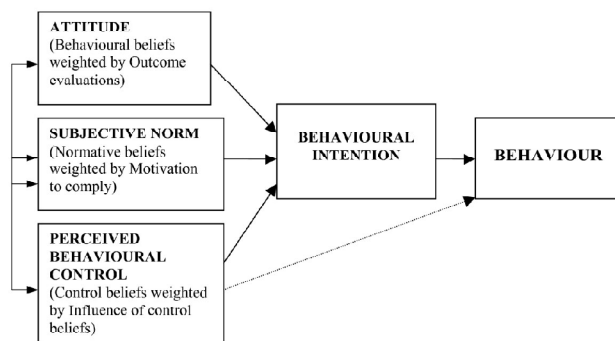 ATTITUDE
(Behavioural beliefs
weighted by Outcome
evaluations)
SUBJECTIVE NORM
(Normative beliefs
weighted by Motivation
to comply)
PERCEIVED
BEHAVIOURAL
CONTROL
(Control beliefs weighted
by Influence of control
beliefs)
BEHAVIOURAL
INTENTION
BEHAVIOUR